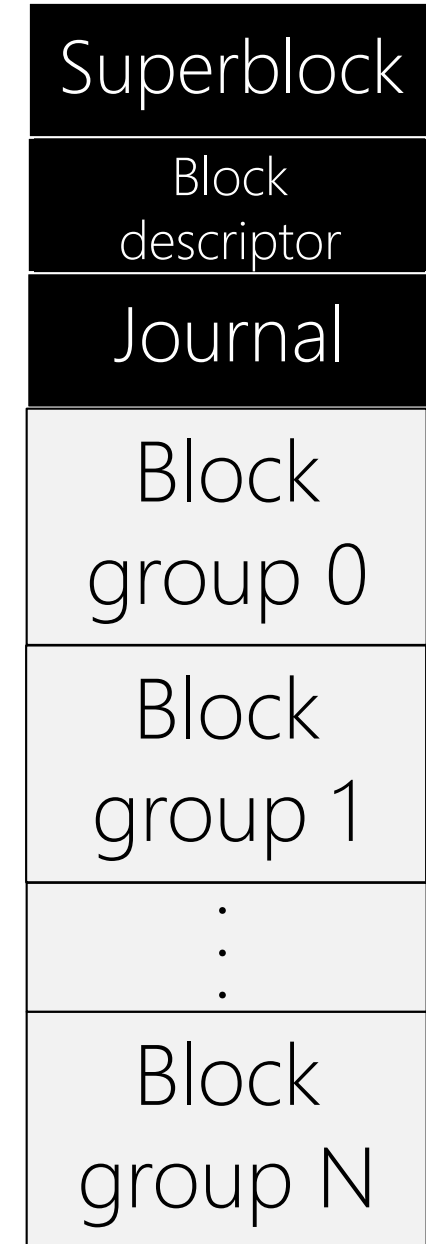 Superblock
Block
descriptor
Journal
Block
group 0
Block
group 1
.
.
.
Block
group N